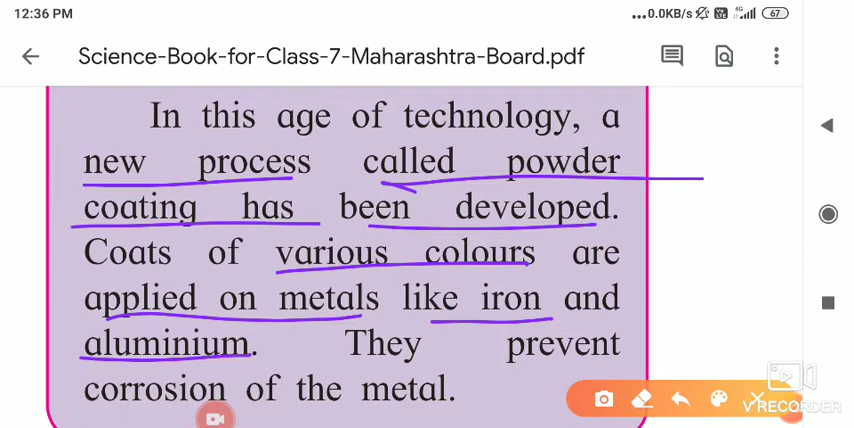 12:36 PM
...0.0KB/s 4G 67
Science-Book-for-Class-7-Maharashtra-Board.pdf
In this age of technology, a
new process called powder
coating has been developed.
Coats of various colours are
applied on metals like iron and
aluminium. They prevent
corrosion of the metal.
V RECORDER